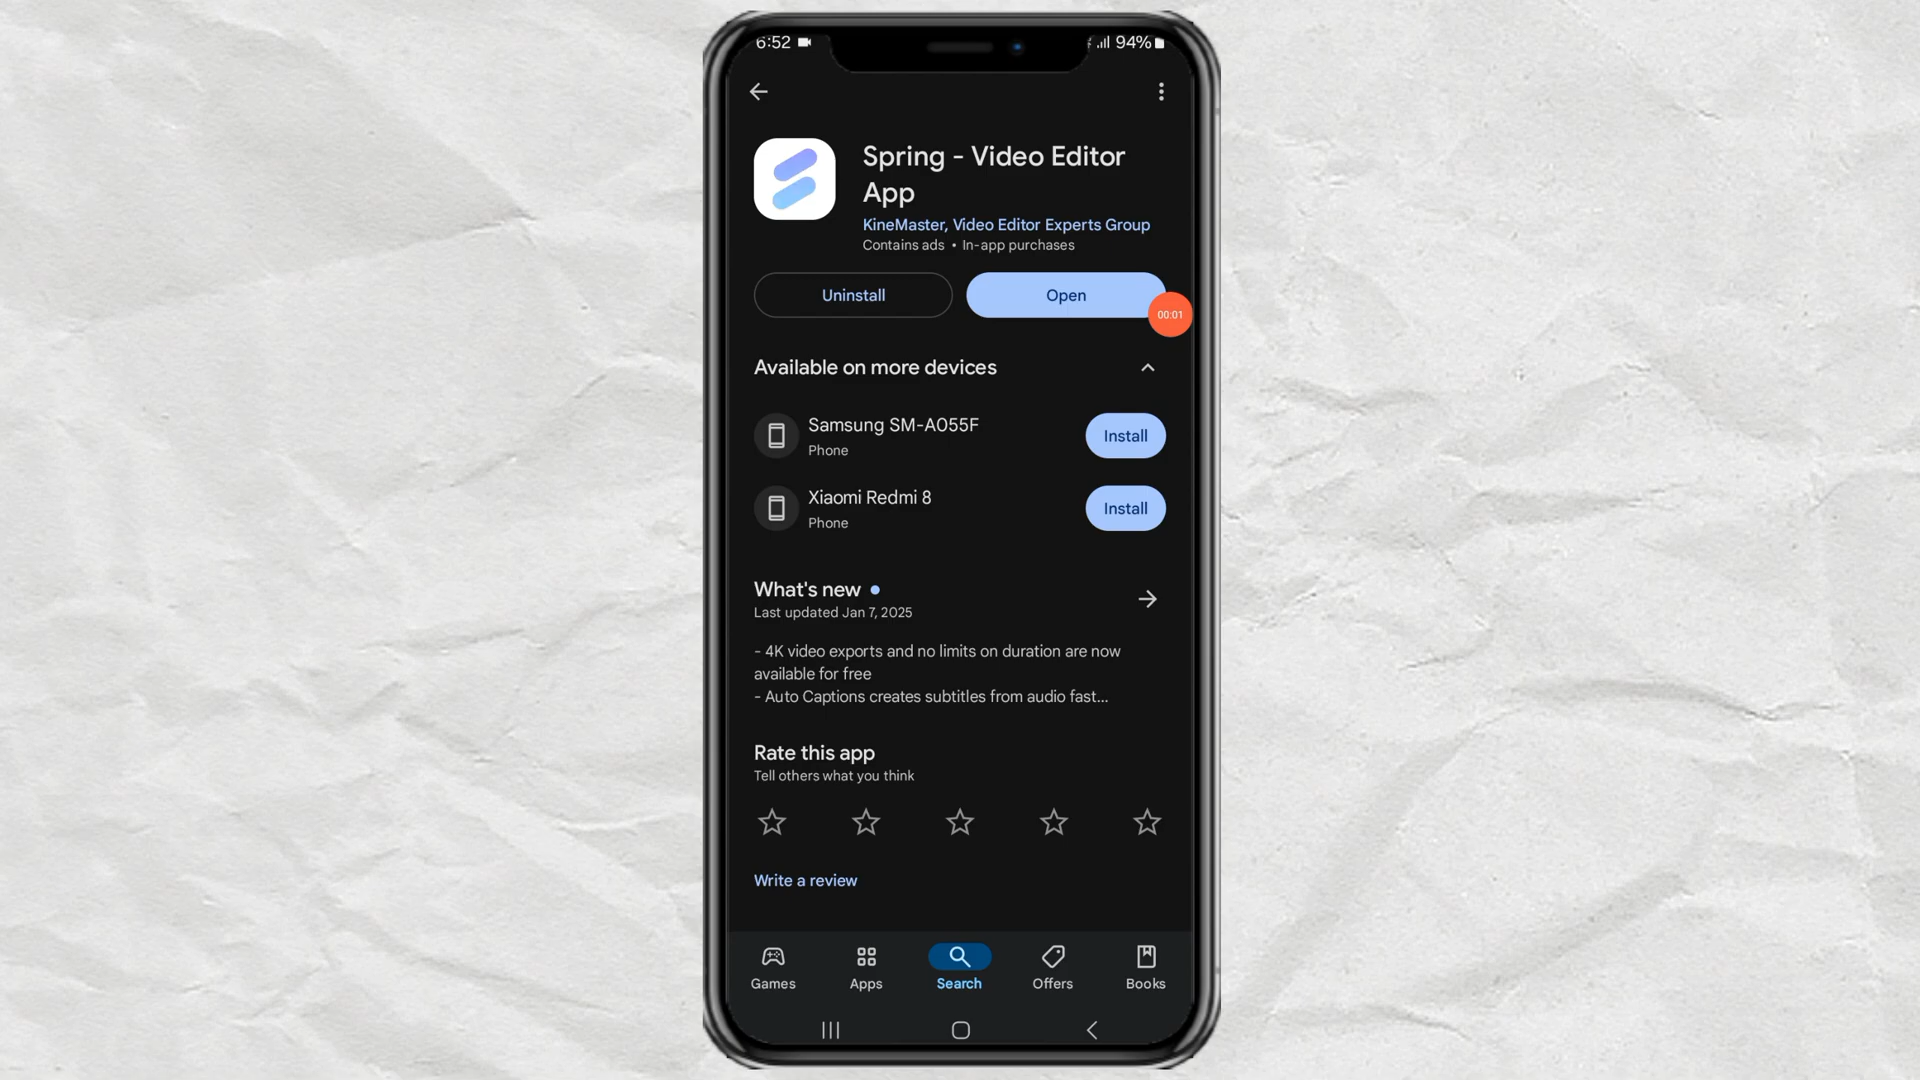 6:52
94%
Spring - Video Editor
App
KineMaster, Video Editor Experts Group
Contains ads • In-app purchases
Uninstall
Open
00:01
Available on more devices
Samsung SM-A055F
Phone
Install
Xiaomi Redmi 8
Phone
Install
What's new
Last updated Jan 7, 2025
- 4K video exports and no limits on duration are now
available for free
- Auto Captions creates subtitles from audio fast...
Rate this app
Tell others what you think
Write a review
Games
Apps
Search
Offers
Books